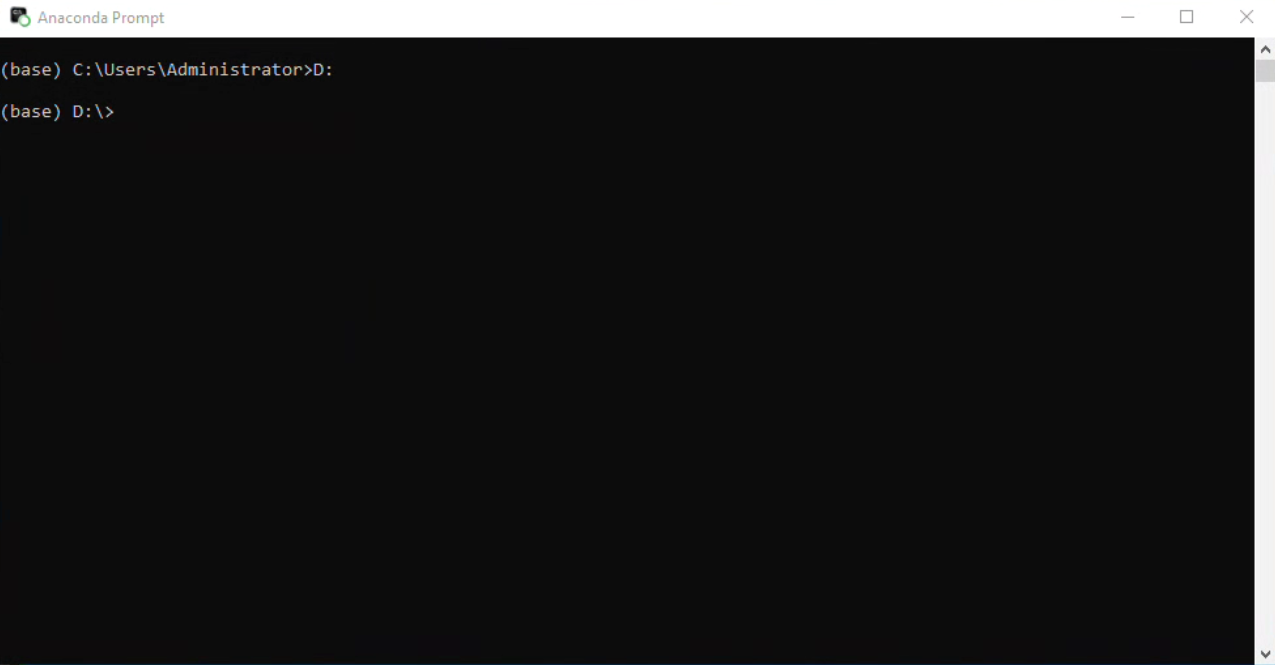 Anaconda Prompt
(base) C:\Users\Administrator>D:
(base) D:\>